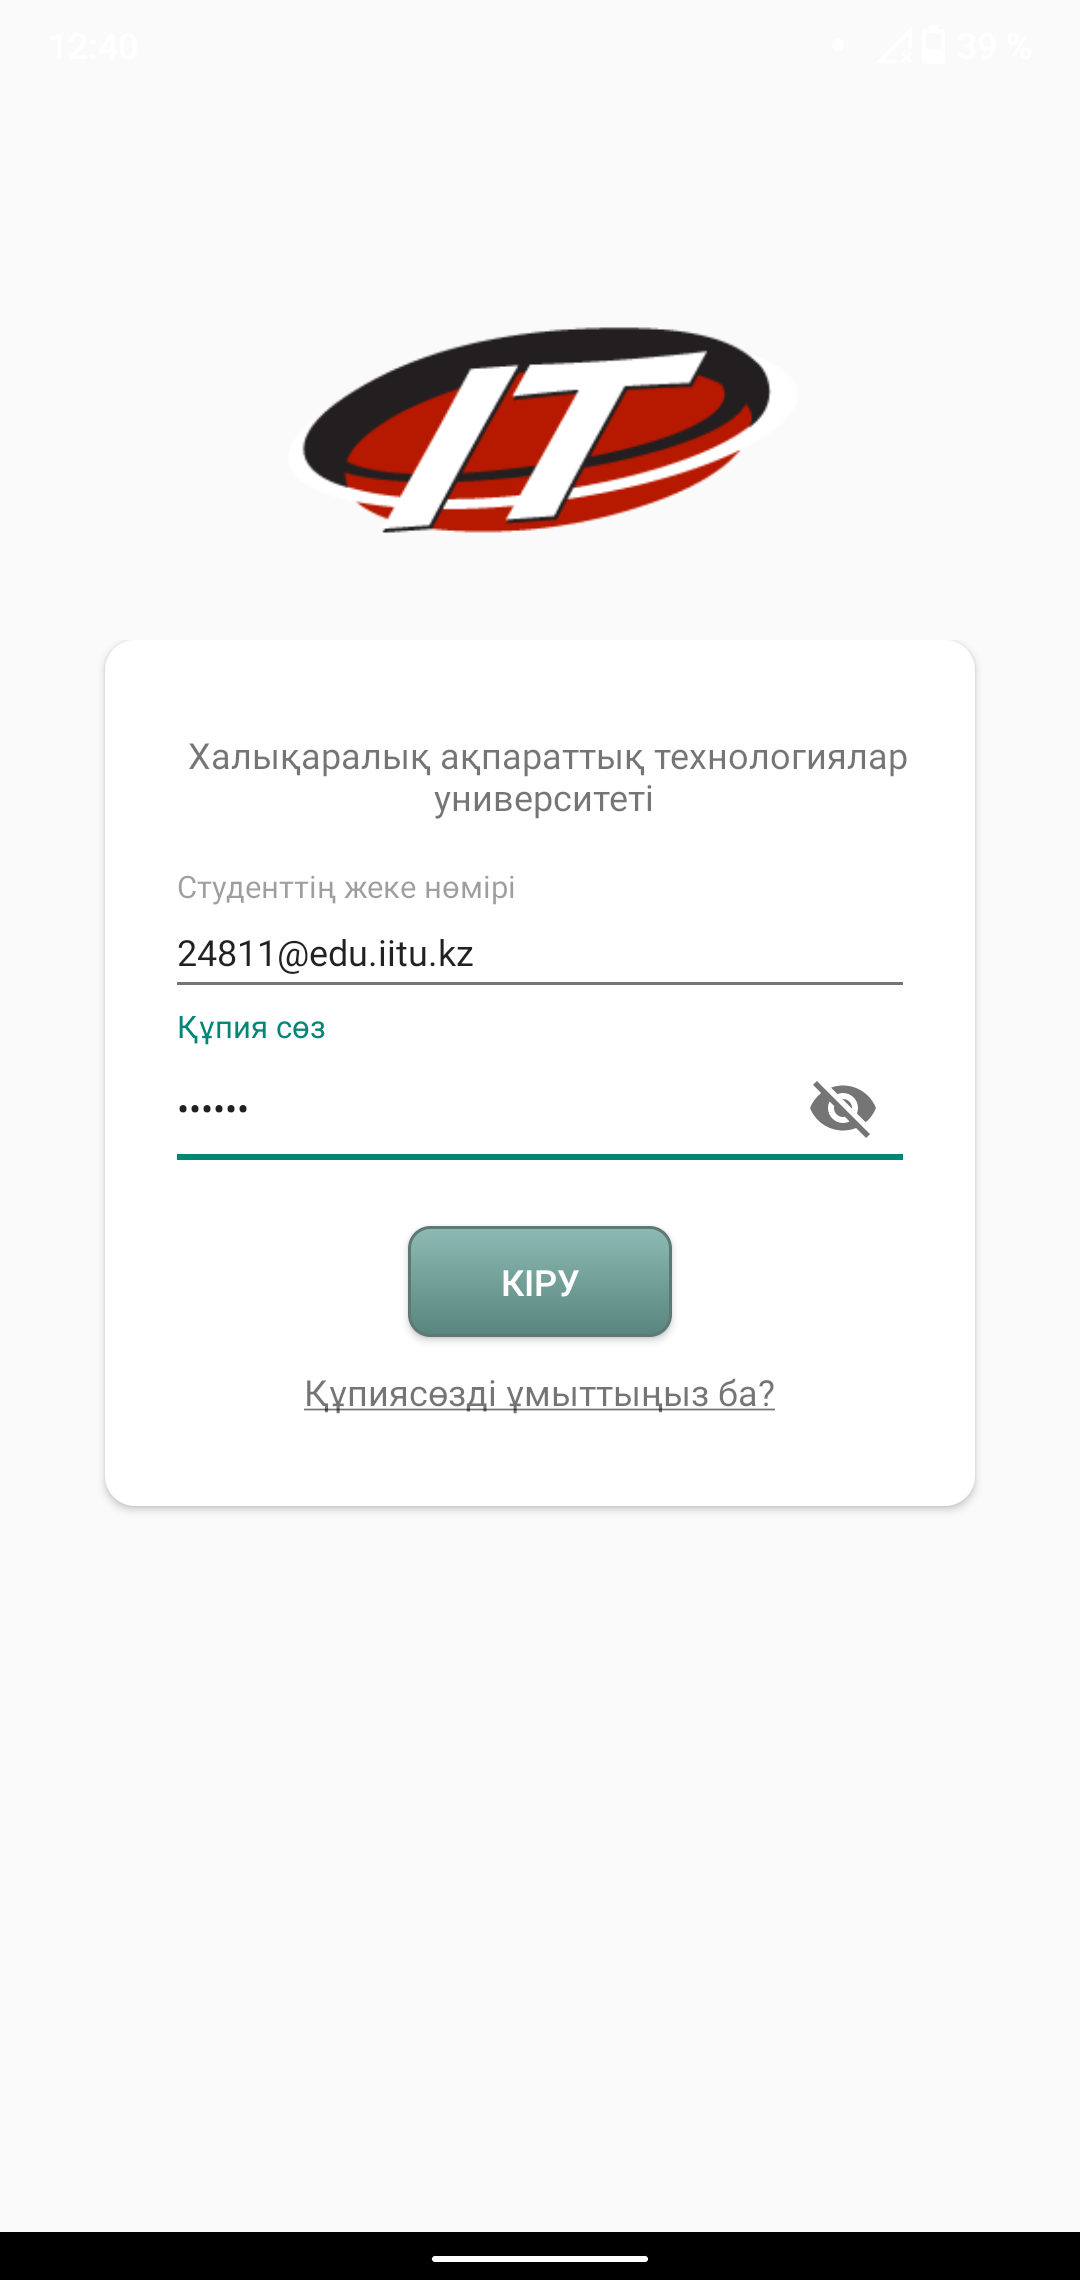 12:40
39 %
IT
Халықаралық ақпараттық технологиялар
университеті
Студенттің жеке нөмірі
24811@edu.iitu.kz
Құпия сөз
••••••
КІРУ
Құпиясөзді ұмыттыңыз ба?